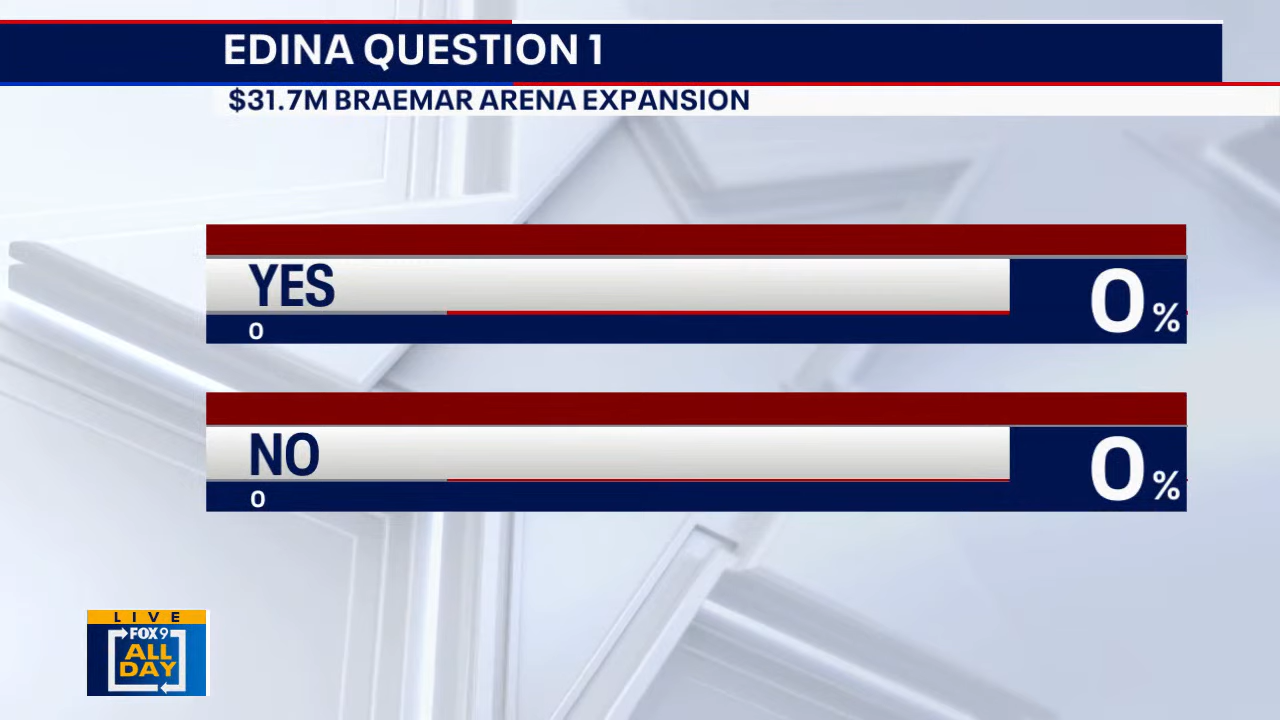 EDINA QUESTION 1
$31.7M BRAEMAR ARENA EXPANSION
YES
0
0%
NO
0
0%
LIVE
FOX 9
ALL
DAY